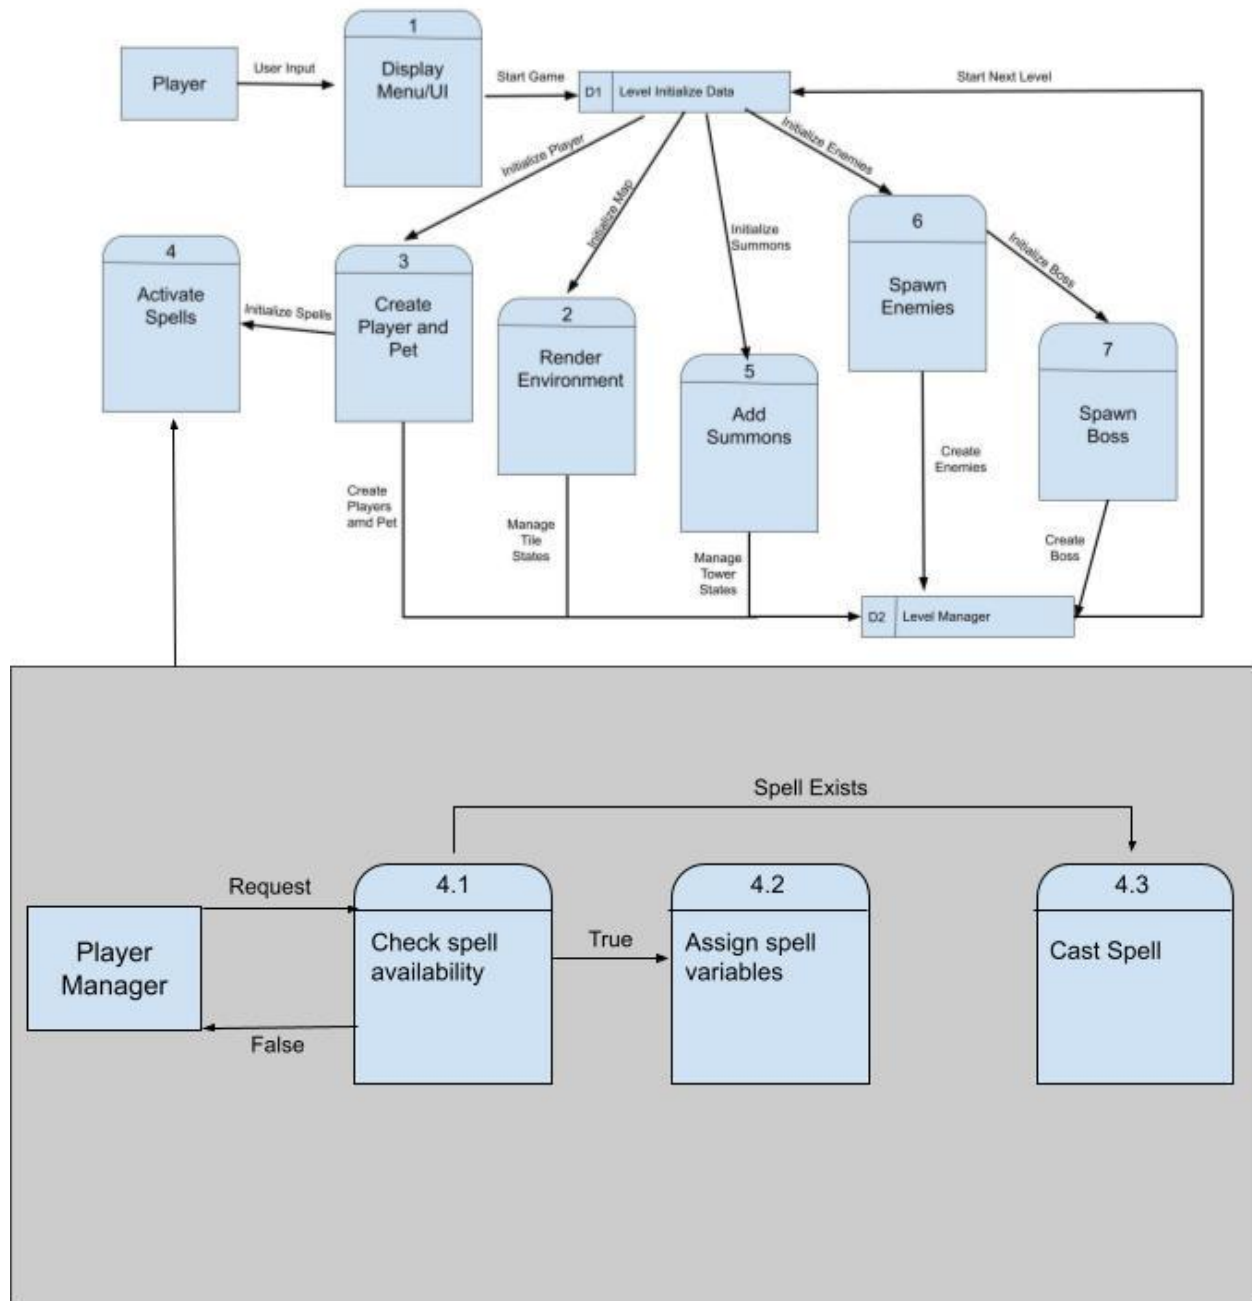 1
Player
User Input
Display
Menu/UI
Start Game
D1
Level Initialize Data
Start Next Level
Initialize Player
Initialize Map
Initialize
Summons
Initialize Enemies
4
Activate
Spells
Initialize Spells
3
Create
Player and
Pet
2
Render
Environment
5
Add
Summons
6
Spawn
Enemies
Initialize Boss
7
Spawn
Boss
Create
Players
amd Pet
Manage
Tile
States
Manage
Tower
States
Create
Enemies
Create
Boss
D2
Level Manager
Spell Exists
Player
Manager
Request
False
4.1
Check spell
availability
True
4.2
Assign spell
variables
4.3
Cast Spell